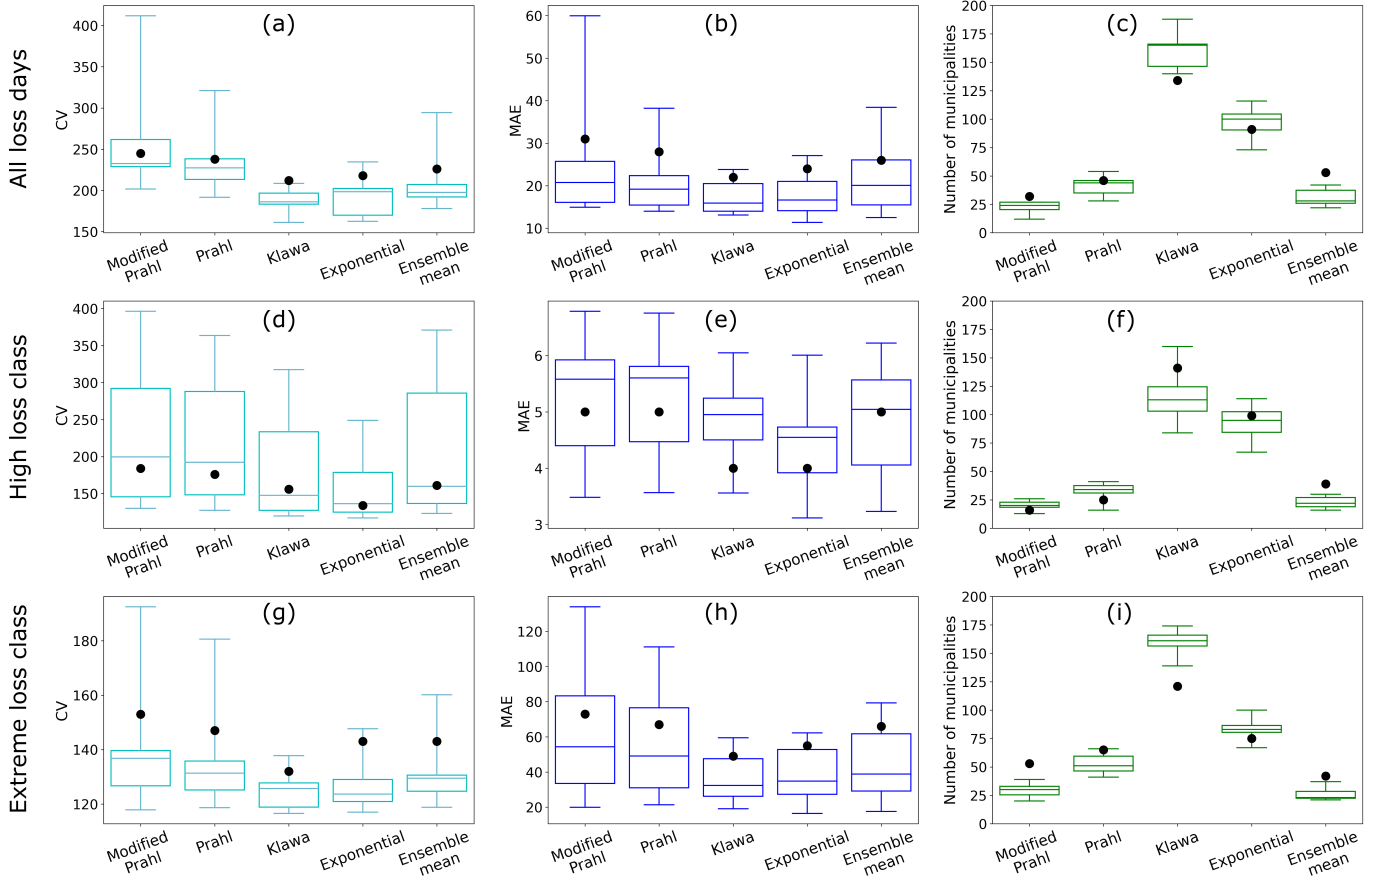 All loss days
(a)
CV
400
350
300
250
200
150
Modified
Prahl
Prahl
Klawa
Exponential
Ensemble
mean
(b)
MAE
60
50
40
30
20
10
Modified
Prahl
Prahl
Klawa
Exponential
Ensemble
mean
(c)
Number of municipalities
200
175
150
125
100
75
50
25
0
Modified
Prahl
Prahl
Klawa
Exponential
Ensemble
mean
High loss class
(d)
CV
400
350
300
250
200
150
Modified
Prahl
Prahl
Klawa
Exponential
Ensemble
mean
(e)
MAE
6
5
4
3
Modified
Prahl
Prahl
Klawa
Exponential
Ensemble
mean
(f)
Number of municipalities
200
175
150
125
100
75
50
25
0
Modified
Prahl
Prahl
Klawa
Exponential
Ensemble
mean
Extreme loss class
(g)
CV
180
160
140
120
Modified
Prahl
Prahl
Klawa
Exponential
Ensemble
mean
(h)
MAE
120
100
80
60
40
20
Modified
Prahl
Prahl
Klawa
Exponential
Ensemble
mean
(i)
Number of municipalities
200
175
150
125
100
75
50
25
0
Modified
Prahl
Prahl
Klawa
Exponential
Ensemble
mean